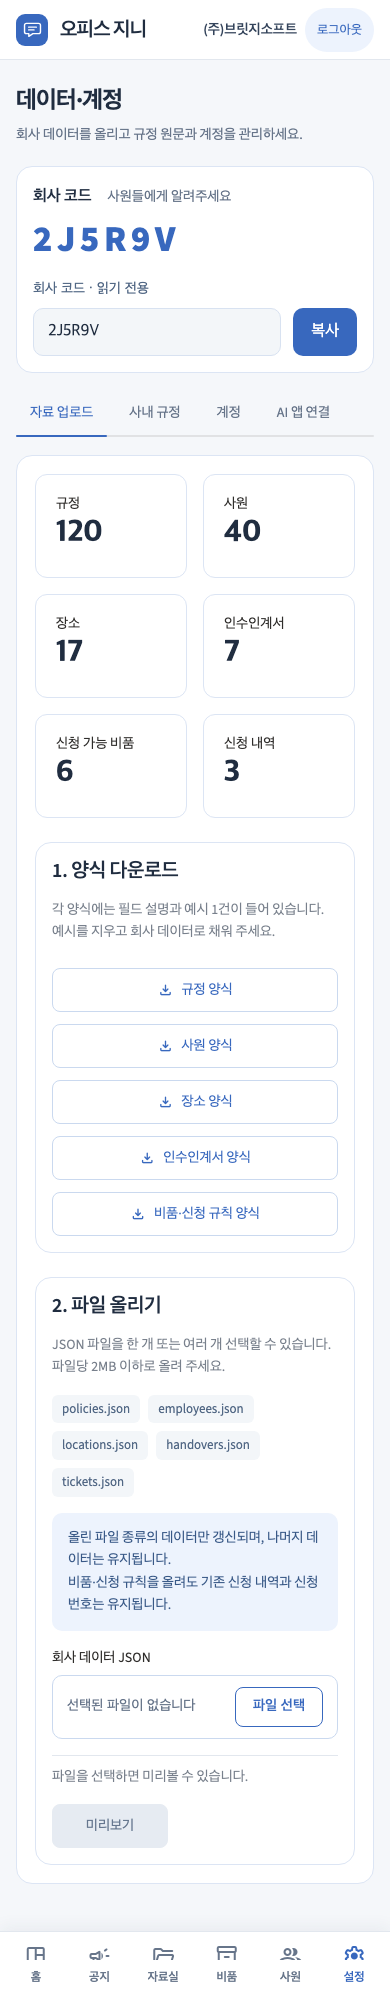 오피스 지니
(주)브릿지소프트
로그아웃
데이터·계정
회사 데이터를 올리고 규정 원문과 계정을 관리하세요.
회사 코드 사원들에게 알려주세요
2J5R9V
회사 코드 · 읽기 전용
2J5R9V
복사
자료 업로드 사내 규정 계정 AI 앱 연결
규정
120
사원
40
장소
17
인수인계서
7
신청 가능 비품
6
신청 내역
3
1. 양식 다운로드
각 양식에는 필드 설명과 예시 1건이 들어 있습니다.
예시를 지우고 회사 데이터로 채워 주세요.
규정 양식
사원 양식
장소 양식
인수인계서 양식
비품·신청 규칙 양식
2. 파일 올리기
JSON 파일을 한 개 또는 여러 개 선택할 수 있습니다.
파일당 2MB 이하로 올려 주세요.
policies.json employees.json
locations.json handovers.json
tickets.json
올린 파일 종류의 데이터만 갱신되며, 나머지 데
이터는 유지됩니다.
비품·신청 규칙을 올려도 기존 신청 내역과 신청
번호는 유지됩니다.
회사 데이터 JSON
선택된 파일이 없습니다 파일 선택
파일을 선택하면 미리볼 수 있습니다.
미리보기
홈 공지 자료실 비품 사원 설정